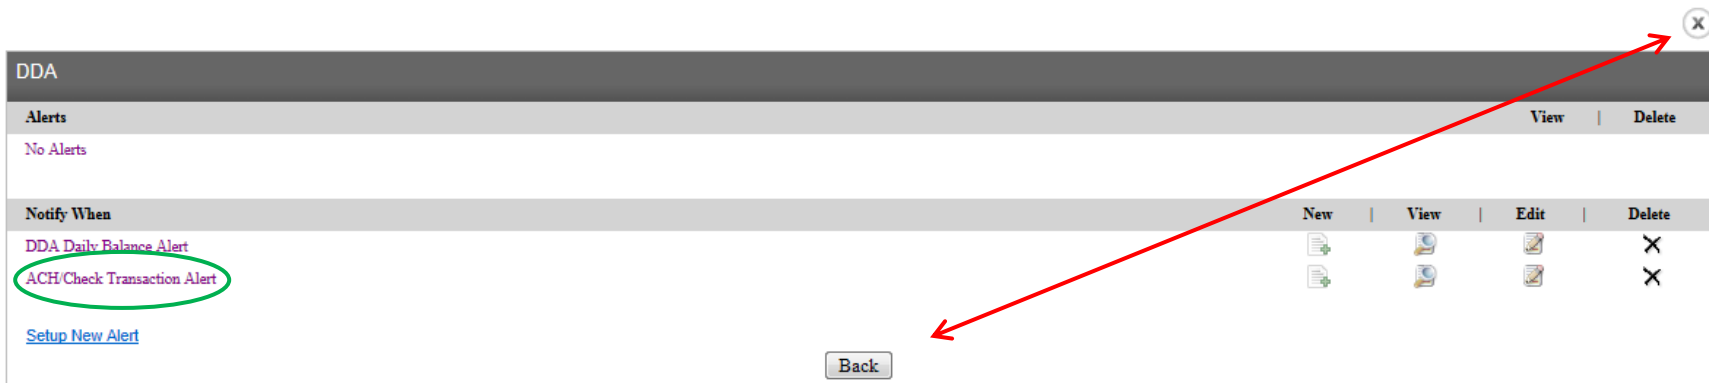 DDA
Alerts View | Delete
No Alerts
Notify When New | View | Edit | Delete
DDA Daily Balance Alert
ACH/Check Transaction Alert
Setup New Alert
Back